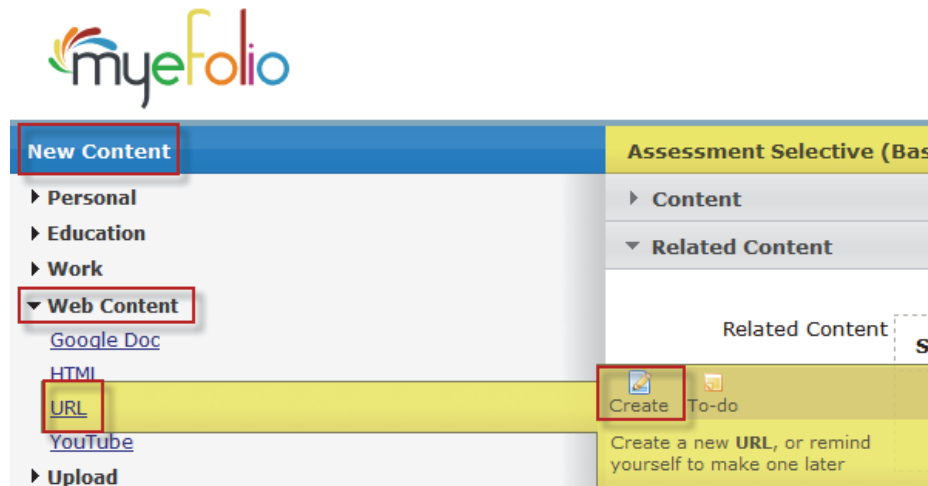 myefolio
New Content
Personal
Education
Work
Web Content
Google Doc
HTML
URL
YouTube
Upload
Assessment Selective (Bas
Content
Related Content
Related Content
s
Create To-do
Create a new URL, or remind
yourself to make one later